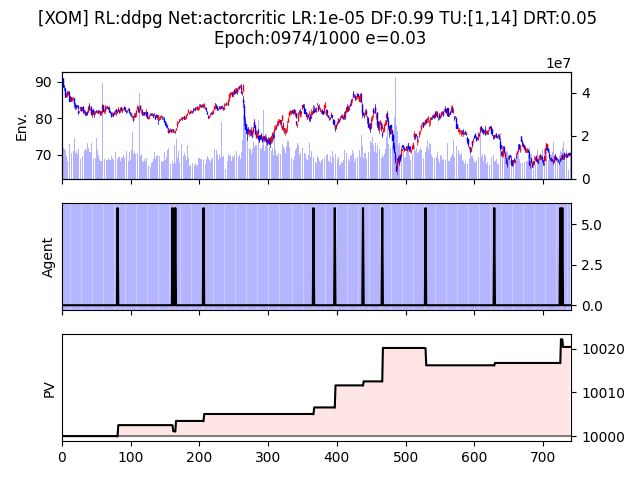 [XOM] RL:ddpg Net:actorcritic LR:1e-05 DF:0.99 TU:[1,14] DRT:0.05
Epoch:0974/1000 e=0.03
1e7
90
80
70
Env.
4
2
0
Agent
5.0
2.5
0.0
PV
10020
10010
10000
0 100 200 300 400 500 600 700